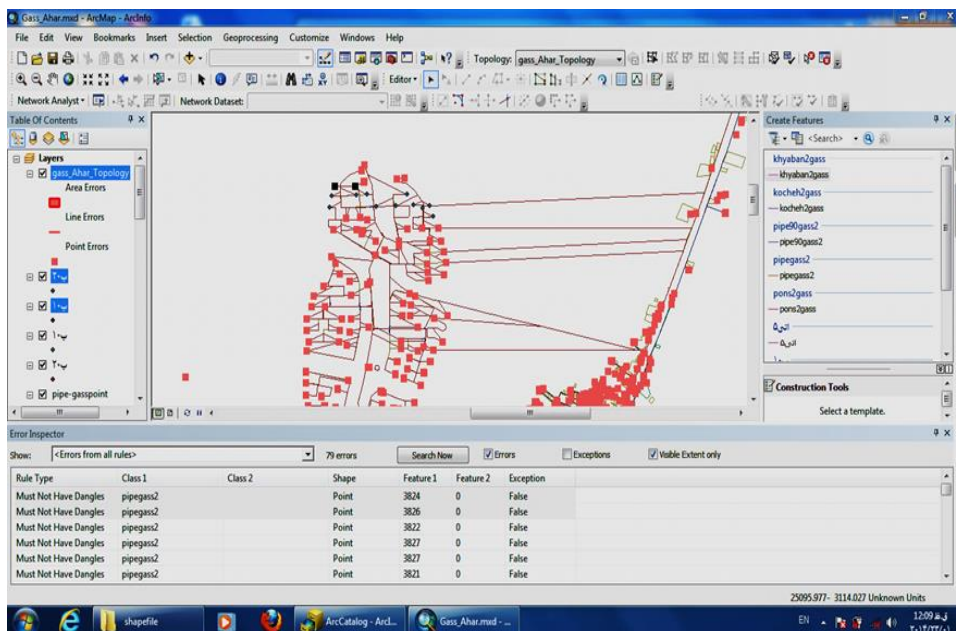 Gass_Ahar.mxd - ArcMap - ArcInfo
File Edit View Bookmarks Insert Selection Geoprocessing Customize Windows Help
Topology: gass_Ahar_Topology
Editor
Network Analyst Network Dataset:
Table Of Contents
Layers
gass_Ahar_Topology
Area Errors
Line Errors
Point Errors
پ-۲۰
پ-۱۰
پ-۱۰
پ-۲۰
pipe-gasspoint
Create Features
<Search>
khyaban2gass
khyaban2gass
kocheh2gass
kocheh2gass
pipe90gass2
pipe90gass2
pipegass2
pipegass2
pons2gass
pons2gass
اتی۵
اتی۵
Construction Tools
Select a template.
Error Inspector
Show: <Errors from all rules> 79 errors Search Now Errors Exceptions Visible Extent only
Rule Type Class 1 Class 2 Shape Feature 1 Feature 2 Exception
Must Not Have Dangles pipegass2 Point 3824 0 False
Must Not Have Dangles pipegass2 Point 3826 0 False
Must Not Have Dangles pipegass2 Point 3822 0 False
Must Not Have Dangles pipegass2 Point 3827 0 False
Must Not Have Dangles pipegass2 Point 3827 0 False
Must Not Have Dangles pipegass2 Point 3821 0 False
25095.977- 3114.027 Unknown Units
shapefile
ArcCatalog - ArcI...
Gass_Ahar.mxd - ...
EN
12:09 ق.ظ